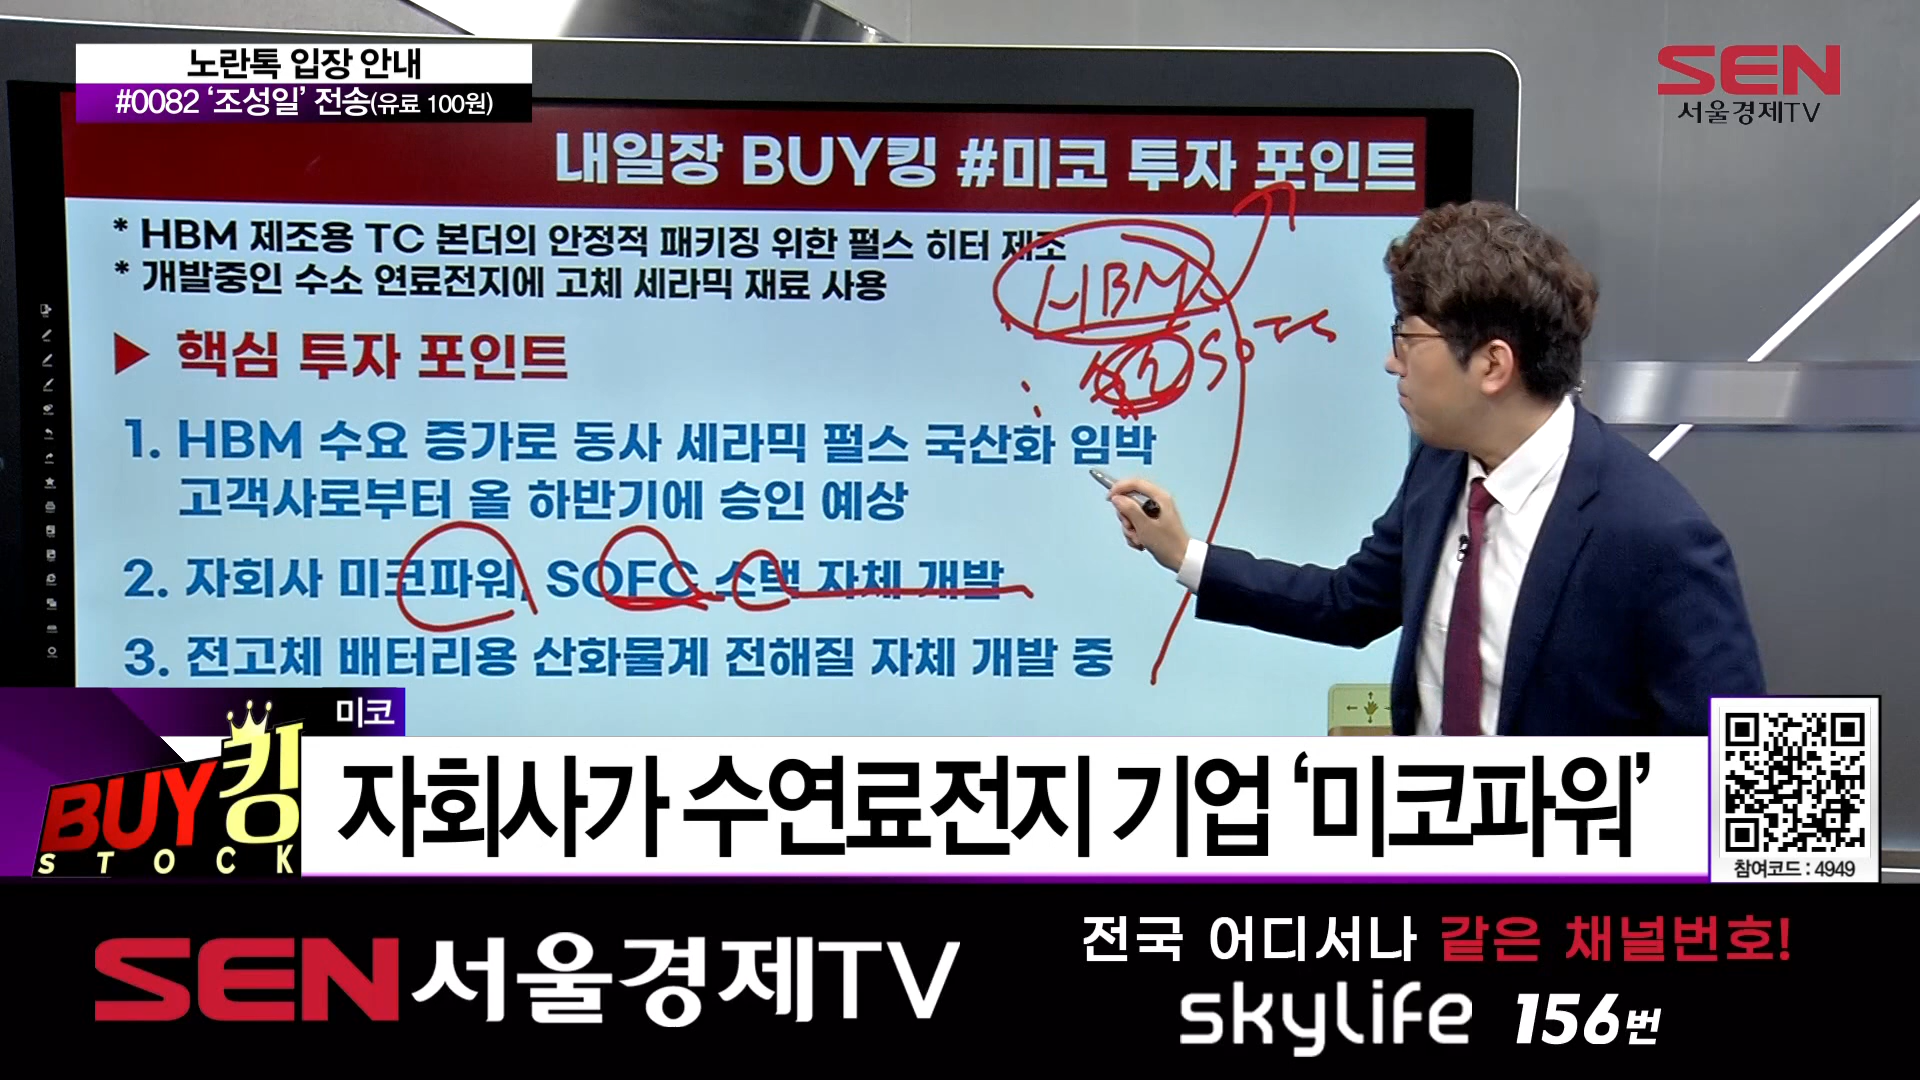 노란톡 입장 안내
#0082 ‘조성일’ 전송(유료 100원)
SEN
서울경제TV
내일장 BUY킹 #미코 투자 포인트
* HBM 제조용 TC 본더의 안정적 패키징 위한 펄스 히터 제조
* 개발중인 수소 연료전지에 고체 세라믹 재료 사용
HBM
▶ 핵심 투자 포인트
1. HBM 수요 증가로 동사 세라믹 펄스 국산화 임박
고객사로부터 올 하반기에 승인 예상
2. 자회사 미코파워, SOFC 스택 자체 개발
3. 전고체 배터리용 산화물계 전해질 자체 개발 중
미코
BUY킹
STOCK
자회사가 수연료전지 기업 ‘미코파워’
참여코드 : 4949
SEN 서울경제TV
전국 어디서나 같은 채널번호!
skylife 156번